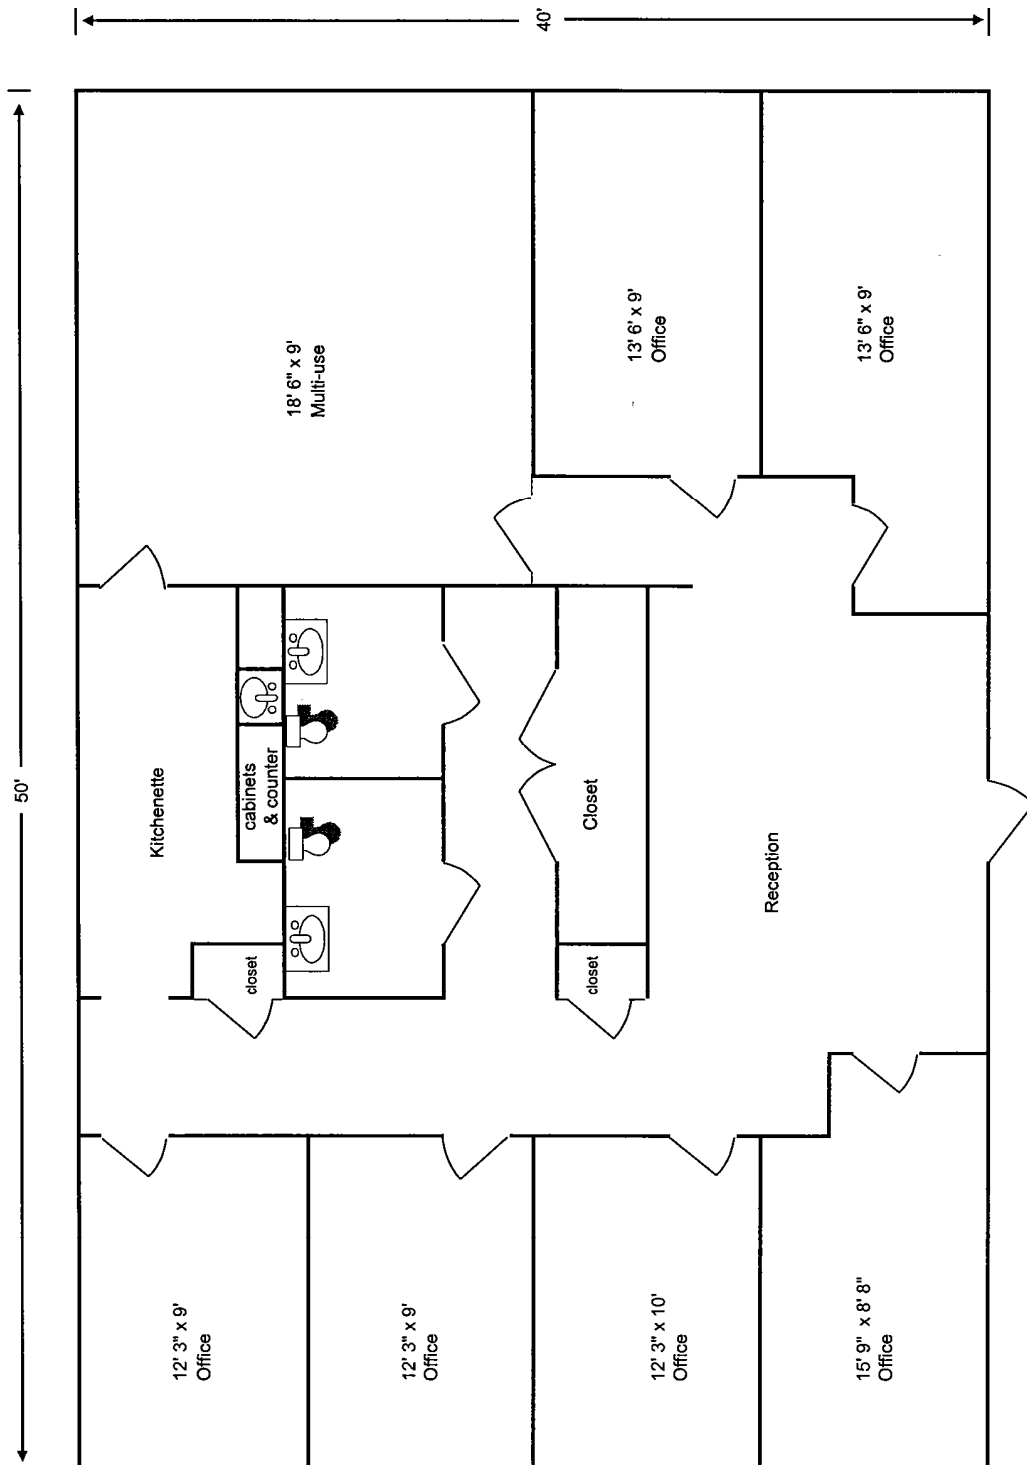 50'
40'
Kitchenette
cabinets
& counter
closet
closet
Closet
Reception
18' 6" x 9'
Multi-use
13' 6' x 9'
Office
13' 6" x 9'
Office
12' 3" x 9'
Office
12' 3" x 9'
Office
12' 3" x 10'
Office
15' 9" x 8' 8"
Office